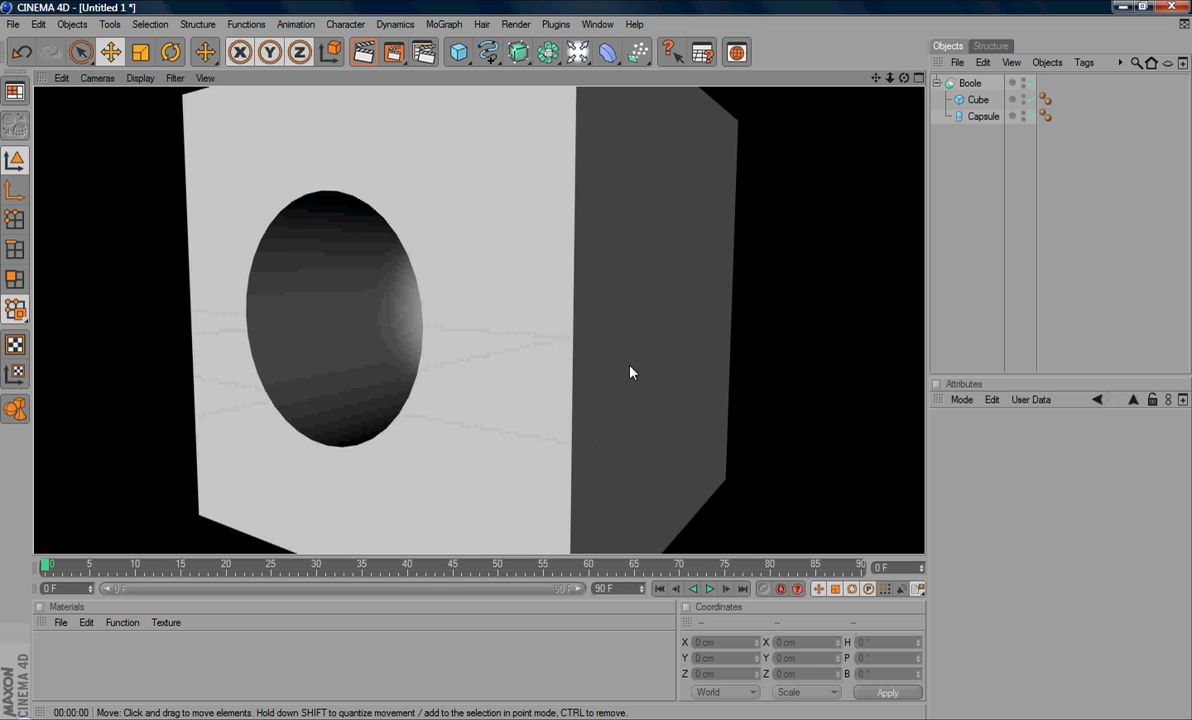 CINEMA 4D - [Untitled 1 *]
File Edit Objects Tools Selection Structure Functions Animation Character Dynamics MoGraph Hair Render Plugins Window Help
X Y Z
Objects Structure
File Edit View Objects Tags
Edit Cameras Display Filter View
Boole
Cube
Capsule
Attributes
Mode Edit User Data
0 5 10 15 20 25 30 35 40 45 50 55 60 65 70 75 80 85 90 0 F
0 F 0 F 90 F 90 F
Materials
File Edit Function Texture
Coordinates
-- -- --
X 0 cm X 0 cm H 0 °
Y 0 cm Y 0 cm P 0 °
Z 0 cm Z 0 cm B 0 °
World Scale Apply
MAXON
CINEMA 4D
00:00:00 Move: Click and drag to move elements. Hold down SHIFT to quantize movement / add to the selection in point mode, CTRL to remove.